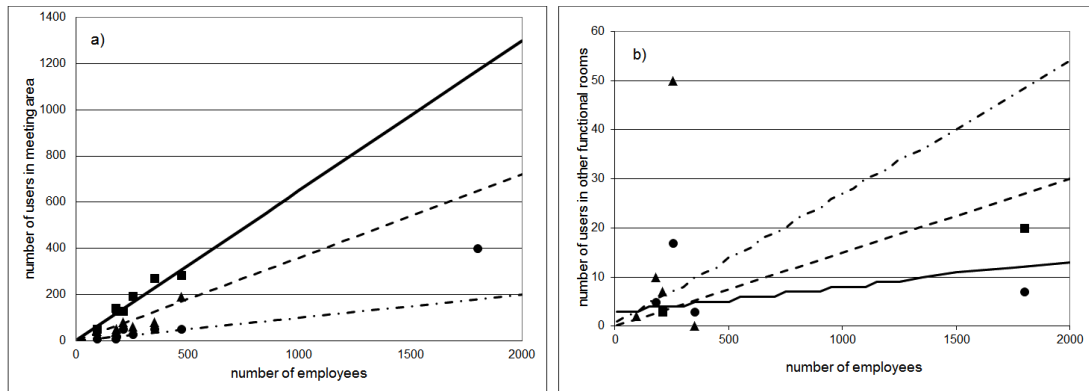 a)
number of users in meeting area
1400
1200
1000
800
600
400
200
0
0 500 1000 1500 2000
number of employees
b)
number of users in other functional rooms
60
50
40
30
20
10
0
0 500 1000 1500 2000
number of employees